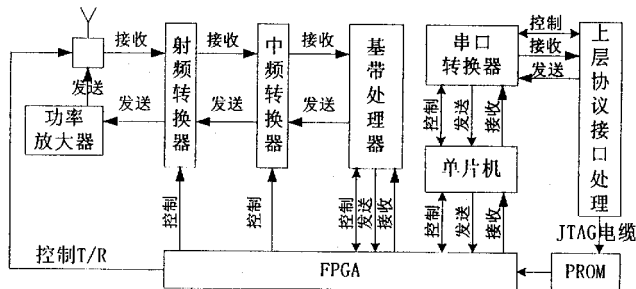 接收
发送
功率
放大器
射频转换器
接收
发送
中频转换器
接收
发送
基带处理器
串口
转换器
控制
接收
发送
上层协议接口处理
控制
发送
接收
单片机
控制
控制
控制
发送
接收
控制
发送
接收
JTAG电缆
控制T/R
FPGA
PROM